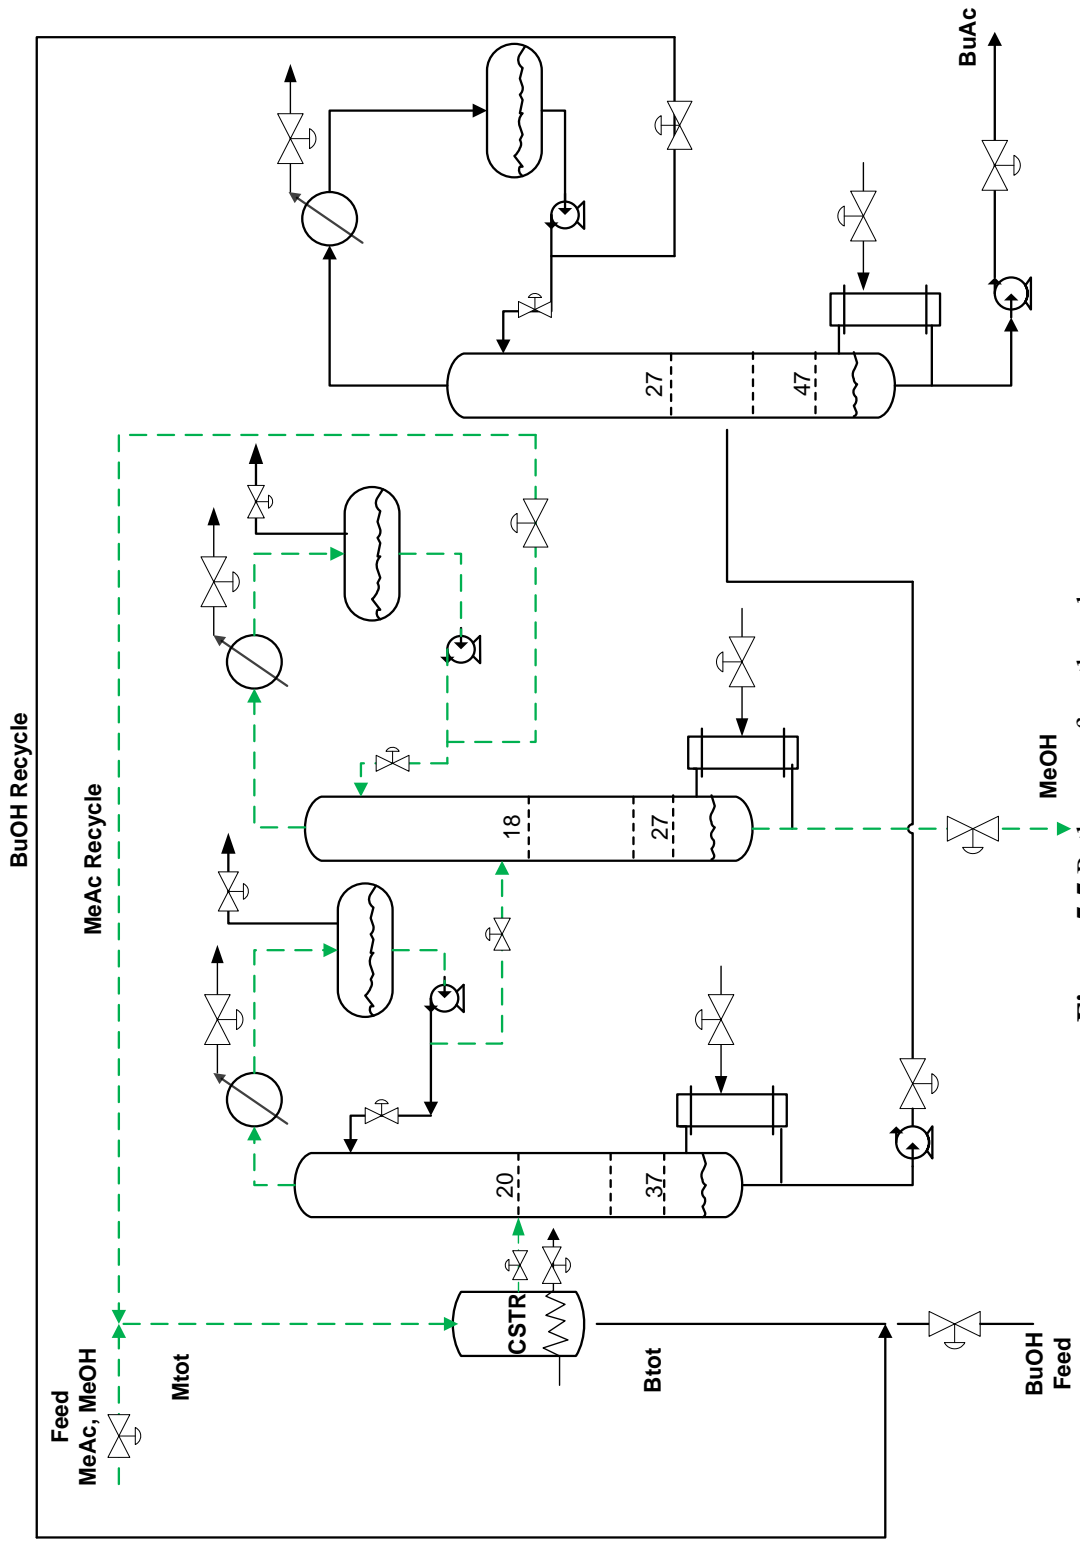 BuOH Recycle
MeAc Recycle
Feed
MeAc, MeOH
Mtot
CSTR
Btot
BuOH
Feed
20
37
18
27
27
47
MeOH
BuAc